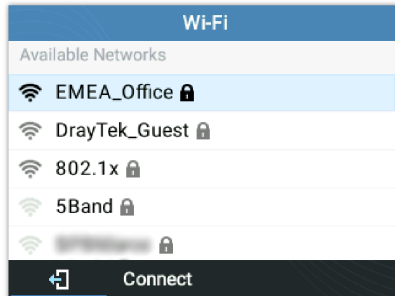 Wi-Fi
Available Networks
EMEA_Office
DrayTek_Guest
802.1x
5Band
Connect